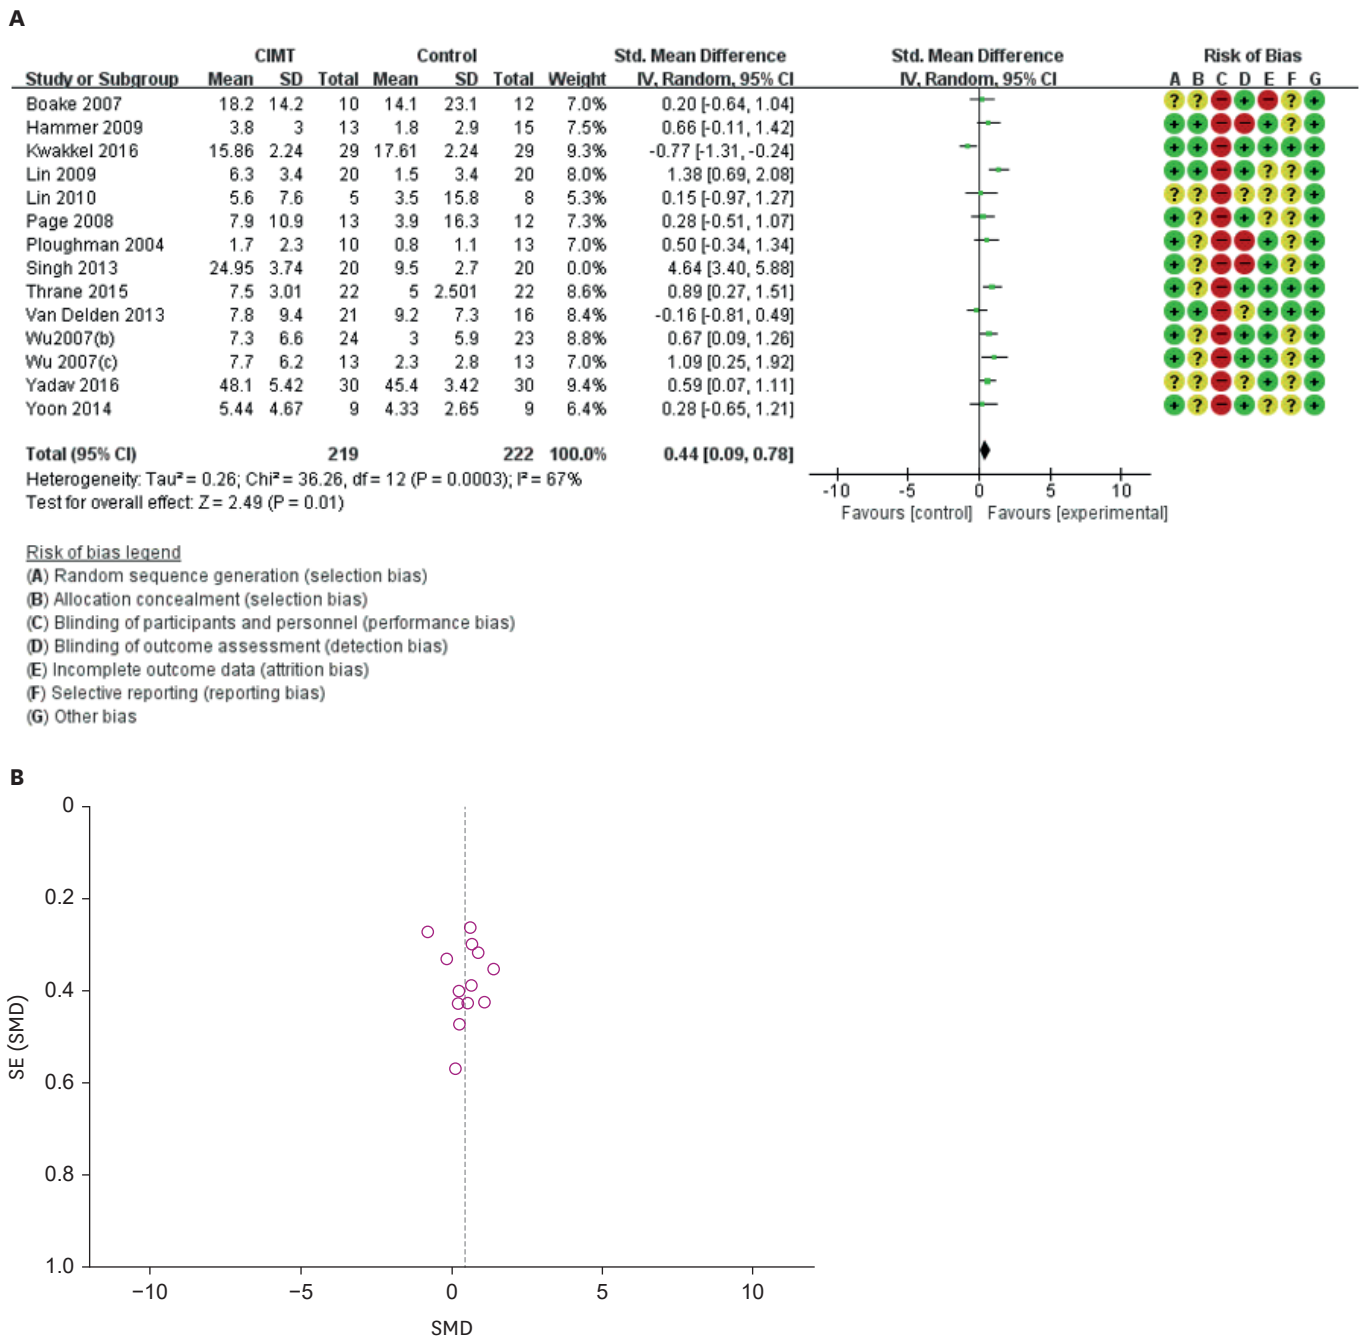 A
CIMT Control Std. Mean Difference Std. Mean Difference Risk of Bias
Study or Subgroup Mean SD Total Mean SD Total Weight IV, Random, 95% CI IV, Random, 95% CI A B C D E F G
Boake 2007 18.2 14.2 10 14.1 23.1 12 7.0% 0.20 [-0.64, 1.04] ? ? − + − ? +
Hammer 2009 3.8 3 13 1.8 2.9 15 7.5% 0.66 [-0.11, 1.42] + + − − + ? +
Kwakkel 2016 15.86 2.24 29 17.61 2.24 29 9.3% -0.77 [-1.31, -0.24] + + − + + + +
Lin 2009 6.3 3.4 20 1.5 3.4 20 8.0% 1.38 [0.69, 2.08] + + − + ? ? +
Lin 2010 5.6 7.6 5 3.5 15.8 8 5.3% 0.15 [-0.97, 1.27] ? ? − ? ? ? +
Page 2008 7.9 10.9 13 3.9 16.3 12 7.3% 0.28 [-0.51, 1.07] + ? − + ? ? +
Ploughman 2004 1.7 2.3 10 0.8 1.1 13 7.0% 0.50 [-0.34, 1.34] + ? − − + ? +
Singh 2013 24.95 3.74 20 9.5 2.7 20 0.0% 4.64 [3.40, 5.88] + ? − − + ? +
Thrane 2015 7.5 3.01 22 5 2.501 22 8.6% 0.89 [0.27, 1.51] + ? − + + + +
Van Delden 2013 7.8 9.4 21 9.2 7.3 16 8.4% -0.16 [-0.81, 0.49] + + − ? + + +
Wu2007(b) 7.3 6.6 24 3 5.9 23 8.8% 0.67 [0.09, 1.26] + ? − + + ? +
Wu 2007(c) 7.7 6.2 13 2.3 2.8 13 7.0% 1.09 [0.25, 1.92] + ? − + + ? +
Yadav 2016 48.1 5.42 30 45.4 3.42 30 9.4% 0.59 [0.07, 1.11] ? ? − ? + ? +
Yoon 2014 5.44 4.67 9 4.33 2.65 9 6.4% 0.28 [-0.65, 1.21] + ? − + ? ? +
Total (95% CI) 219 222 100.0% 0.44 [0.09, 0.78]
Heterogeneity: Tau² = 0.26; Chi² = 36.26, df = 12 (P = 0.0003); I² = 67%
Test for overall effect: Z = 2.49 (P = 0.01)
-10 -5 0 5 10
Favours [control] Favours [experimental]
Risk of bias legend
(A) Random sequence generation (selection bias)
(B) Allocation concealment (selection bias)
(C) Blinding of participants and personnel (performance bias)
(D) Blinding of outcome assessment (detection bias)
(E) Incomplete outcome data (attrition bias)
(F) Selective reporting (reporting bias)
(G) Other bias
B
0
0.2
0.4
0.6
0.8
1.0
SE (SMD)
−10 −5 0 5 10
SMD